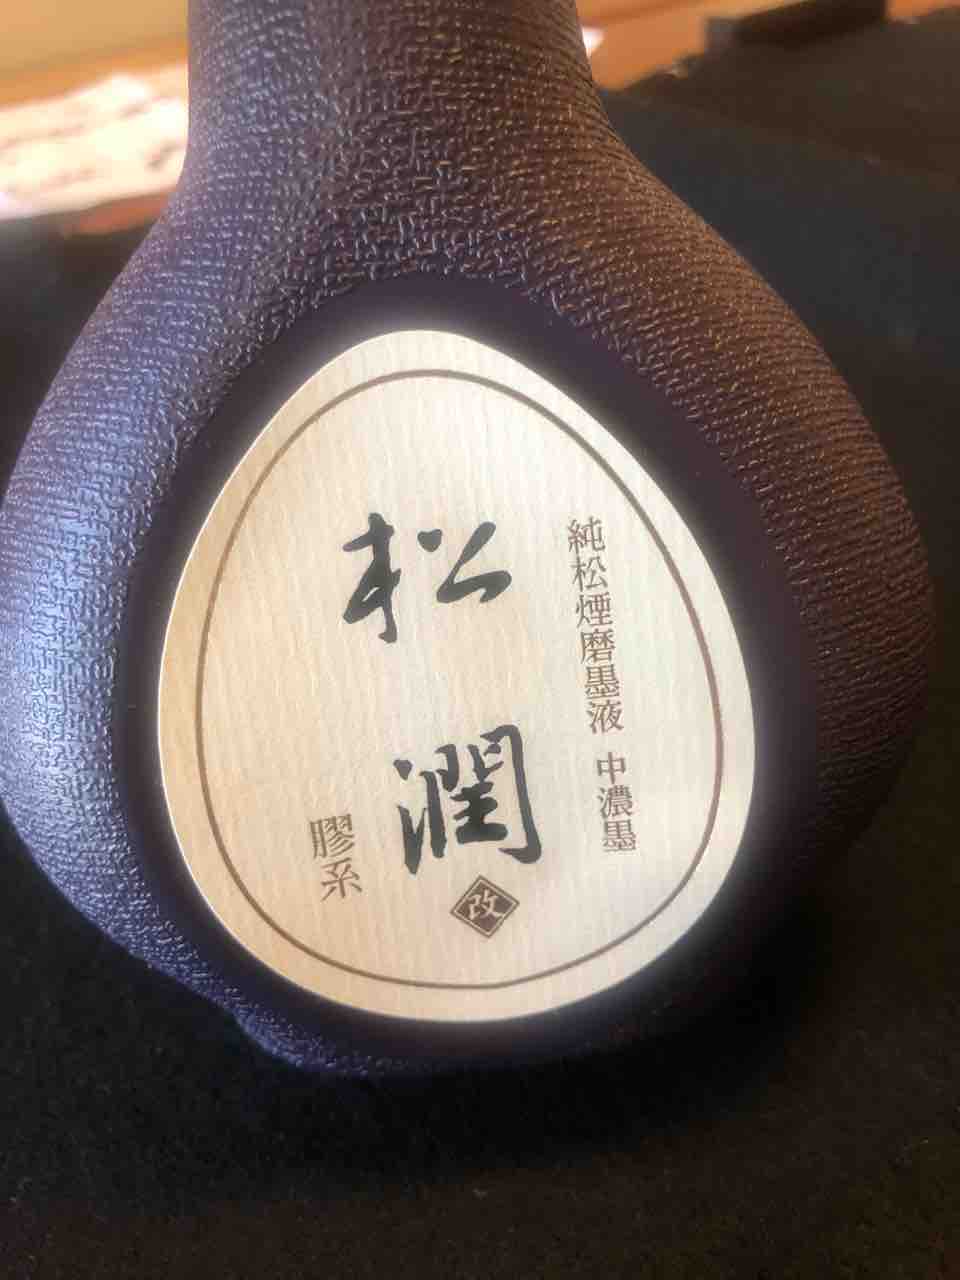 純松煙磨墨液 中濃墨
松潤
改
膠系